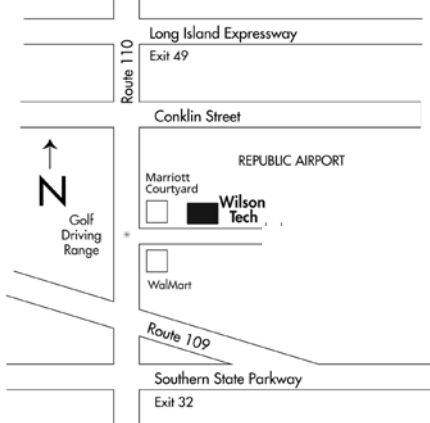 Long Island Expressway
Exit 49
Route 110
Conklin Street
REPUBLIC AIRPORT
N
Marriott
Courtyard
Wilson
Tech
Golf
Driving
Range
WalMart
Route 109
Southern State Parkway
Exit 32